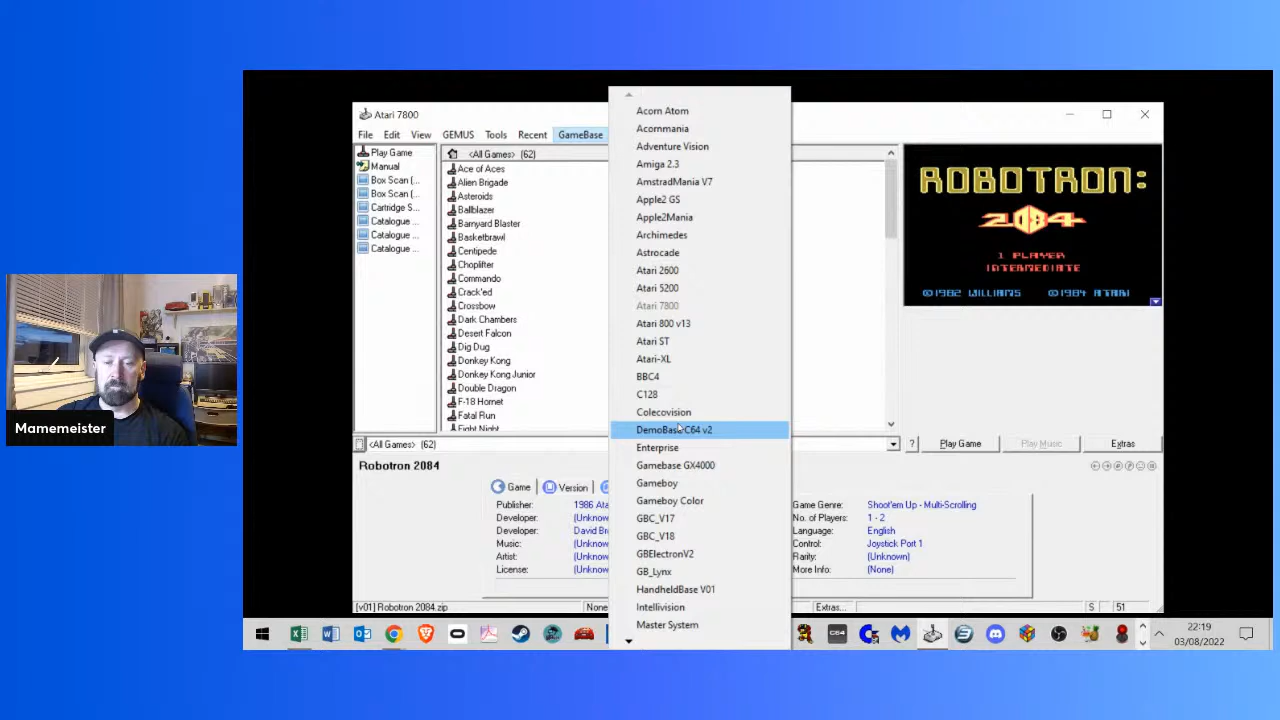 Atari 7800
File Edit View GEMUS Tools Recent GameBase
Play Game
Manual
Box Scan (...
Box Scan (...
Cartridge S...
Catalogue ...
Catalogue ...
Catalogue ...
<All Games> (62)
Ace of Aces
Alien Brigade
Asteroids
Ballblazer
Barnyard Blaster
Basketbrawl
Centipede
Choplifter
Commando
Crack'ed
Crossbow
Dark Chambers
Desert Falcon
Dig Dug
Donkey Kong
Donkey Kong Junior
Double Dragon
F-18 Hornet
Fatal Run
Fight Night
Acorn Atom
Acornmania
Adventure Vision
Amiga 2.3
AmstradMania V7
Apple2 GS
Apple2Mania
Archimedes
Astrocade
Atari 2600
Atari 5200
Atari 7800
Atari 800 v13
Atari ST
Atari-XL
BBC4
C128
Colecovision
DemoBase C64 v2
Enterprise
Gamebase GX4000
Gameboy
Gameboy Color
GBC_V17
GBC_V18
GBElectronV2
GB_Lynx
HandheldBase V01
Intellivision
Master System
ROBOTRON:
2084
1 PLAYER
INTERMEDIATE
©1982 WILLIAMS ©1984 ATARI
<All Games> (62)
? Play Game Play Music Extras
Robotron 2084
Game Version
Publisher: 1986 Ata
Developer: (Unknow
Developer: David Br
Music: (Unknow
Artist: (Unknow
License: (Unknow
Game Genre: Shoot'em Up - Multi-Scrolling
No. of Players: 1 - 2
Language: English
Control: Joystick Port 1
Rarity: (Unknown)
More Info: (None)
[v01] Robotron 2084.zip None Extras... S 51
C64
22:19
03/08/2022
Mamemeister